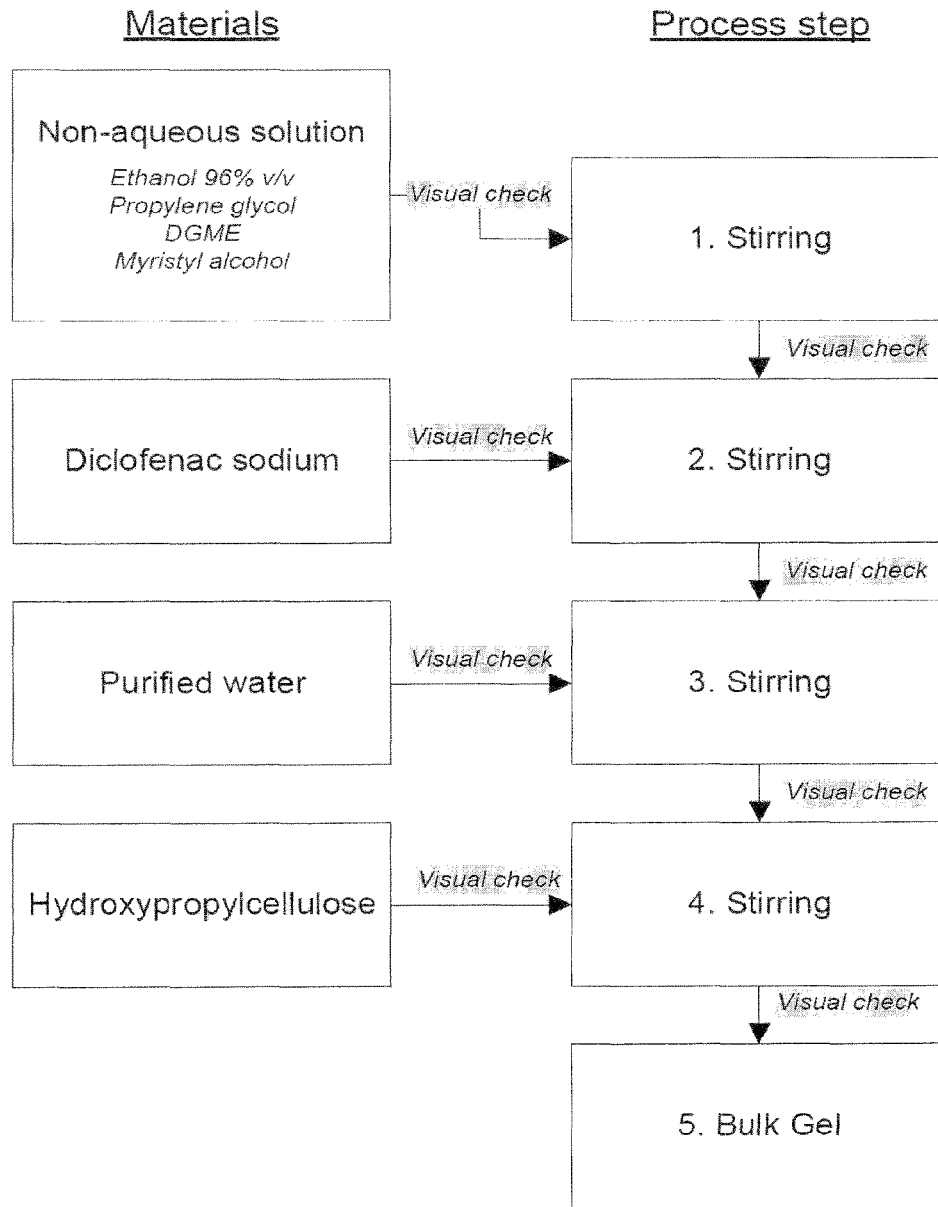 Materials
Process step
Non-aqueous solution
Ethanol 96% v/v
Propylene glycol
DGME
Myristyl alcohol
Visual check
1. Stirring
Visual check
Diclofenac sodium
Visual check
2. Stirring
Visual check
Purified water
Visual check
3. Stirring
Visual check
Hydroxypropylcellulose
Visual check
4. Stirring
Visual check
5. Bulk Gel